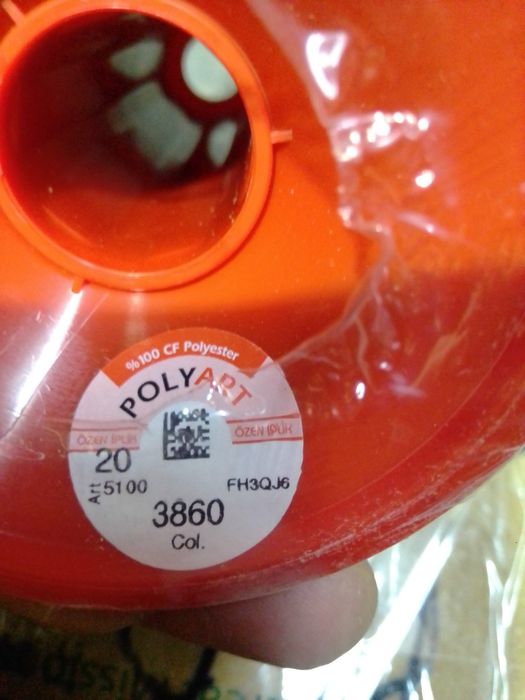 %100 CF Polyester
POLYART
ÖZEN İPLİK ÖZEN İPLİK
20
Art 5100 FH3QJ6
3860
Col.